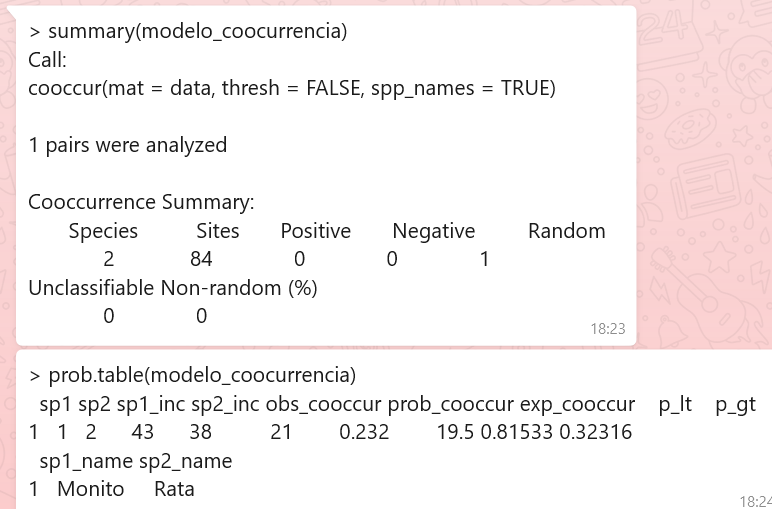 > summary(modelo_coocurrencia)
Call:
cooccur(mat = data, thresh = FALSE, spp_names = TRUE)
1 pairs were analyzed
Cooccurrence Summary:
Species Sites Positive Negative Random
2 84 0 0 1
Unclassifiable Non-random (%)
0 0
18:23
> prob.table(modelo_coocurrencia)
sp1 sp2 sp1_inc sp2_inc obs_cooccur prob_cooccur exp_cooccur p_lt p_gt
1 1 2 43 38 21 0.232 19.5 0.81533 0.32316
sp1_name sp2_name
1 Monito Rata
18:24